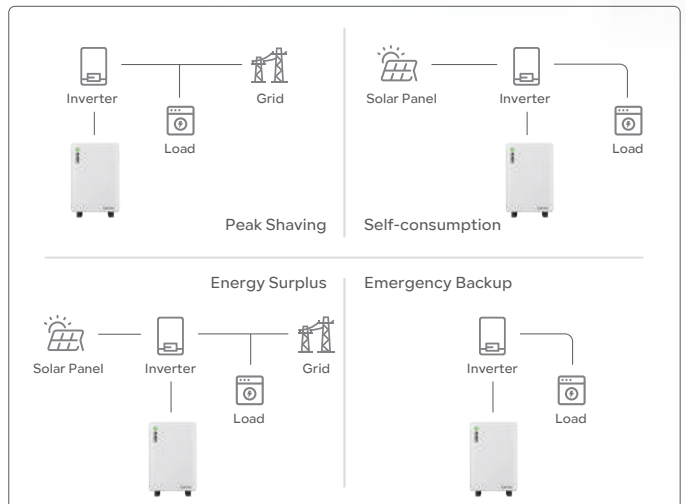 Inverter
Grid
Load
Peak Shaving
Solar Panel
Inverter
Load
Self-consumption
Energy Surplus
Solar Panel
Inverter
Grid
Load
Emergency Backup
Inverter
Load